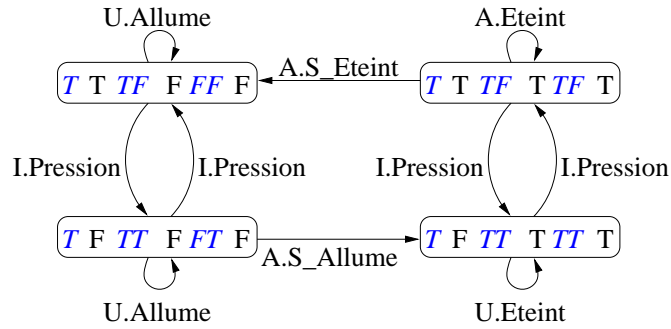 U.Allume A.Eteint
A.S_Eteint
T T TF F FF F T T TF T TF T
I.Pression I.Pression I.Pression I.Pression
T F TT F FT F T F TT T TT T
A.S_Allume
U.Allume U.Eteint